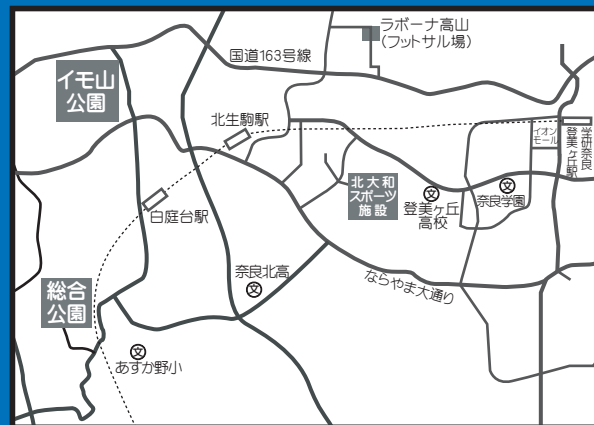 ラボーナ高山
（フットサル場）
国道163号線
イモ山
公園
北生駒駅
イオン
モール
学研奈良
登美ヶ丘駅
北大和
スポーツ
施設
文
登美ヶ丘
高校
文
奈良学園
白庭台駅
奈良北高
文
ならやま大通り
総合
公園
文
あすか野小